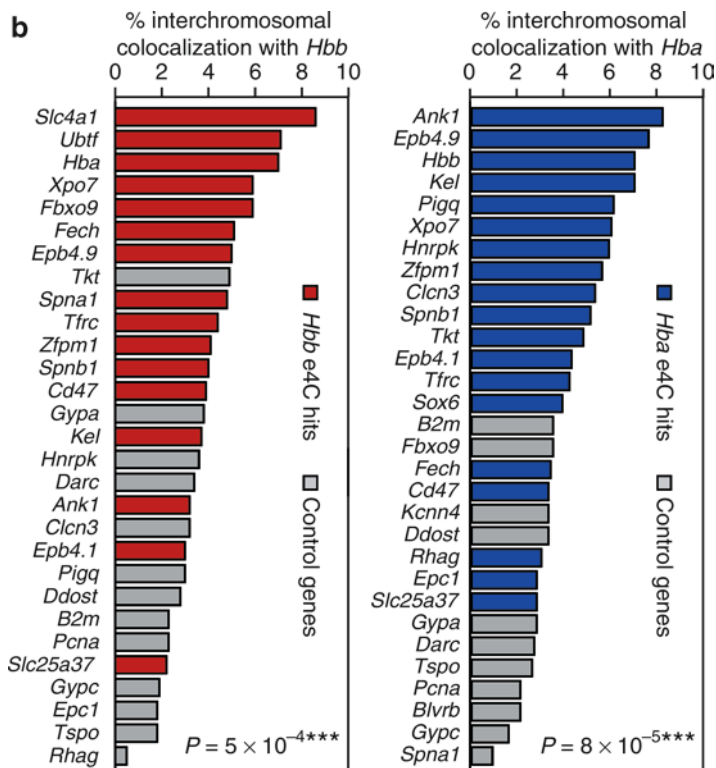 b
% interchromosomal
colocalization with Hbb
0 2 4 6 8 10
Slc4a1
Ubtf
Hba
Xpo7
Fbxo9
Fech
Epb4.9
Tkt
Spna1
Tfrc
Zfpm1
Spnb1
Cd47
Gypa
Kel
Hnrpk
Darc
Ank1
Clcn3
Epb4.1
Pigq
Ddost
B2m
Pcna
Slc25a37
Gypc
Epc1
Tspo
Rhag
Hbb e4C hits
Control genes
P = 5 × 10⁻⁴***
% interchromosomal
colocalization with Hba
0 2 4 6 8 10
Ank1
Epb4.9
Hbb
Kel
Pigq
Xpo7
Hnrpk
Zfpm1
Clcn3
Spnb1
Tkt
Epb4.1
Tfrc
Sox6
B2m
Fbxo9
Fech
Cd47
Kcnn4
Ddost
Rhag
Epc1
Slc25a37
Gypa
Darc
Tspo
Pcna
Blvrb
Gypc
Spna1
Hba e4C hits
Control genes
P = 8 × 10⁻⁵***